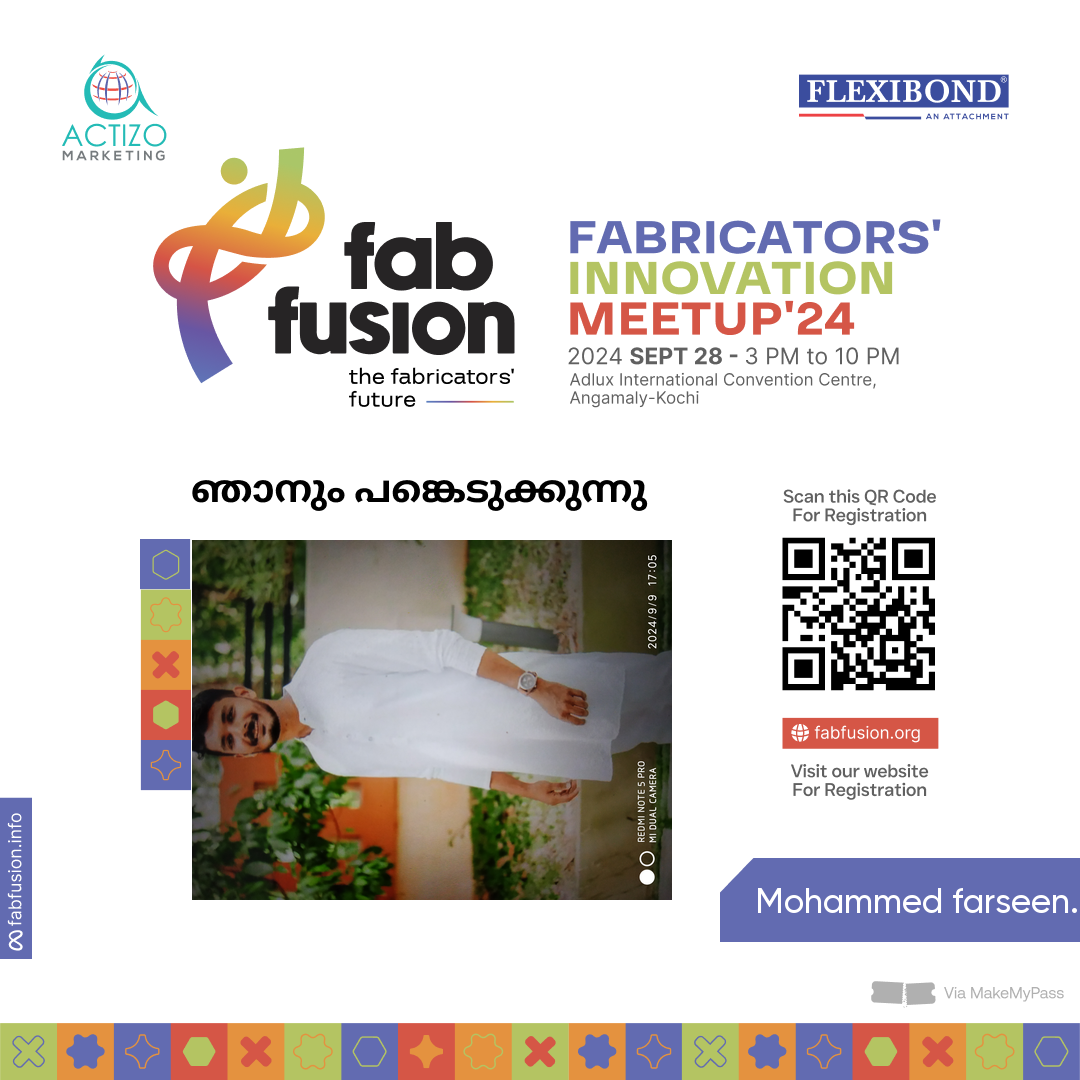 ACTIZO
MARKETING
FLEXIBOND®
AN ATTACHMENT
fab
fusion
the fabricators'
future
FABRICATORS'
INNOVATION
MEETUP'24
2024 SEPT 28 - 3 PM to 10 PM
Adlux International Convention Centre,
Angamaly-Kochi
ഞാനും പങ്കെടുക്കുന്നു
Scan this QR Code
For Registration
2024/9/9 17:05
REDMI NOTE 5 PRO
MI DUAL CAMERA
fabfusion.org
Visit our website
For Registration
fabfusion.info
Mohammed farseen.
Via MakeMyPass